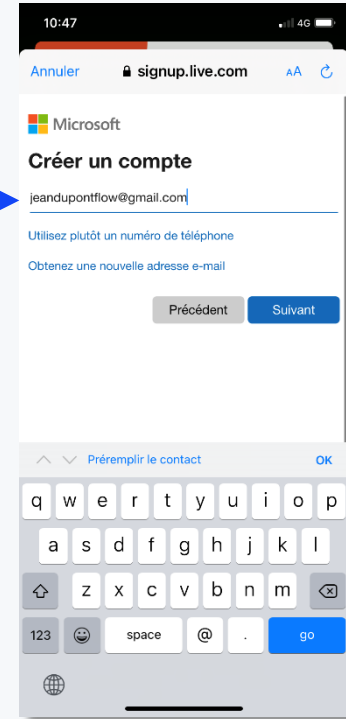 10:47
4G
Annuler signup.live.com AA
Microsoft
Créer un compte
jeandupontflow@gmail.com
Utilisez plutôt un numéro de téléphone
Obtenez une nouvelle adresse e-mail
Précédent Suivant
Préremplir le contact OK
q w e r t y u i o p
a s d f g h j k l
z x c v b n m
123 space @ . go